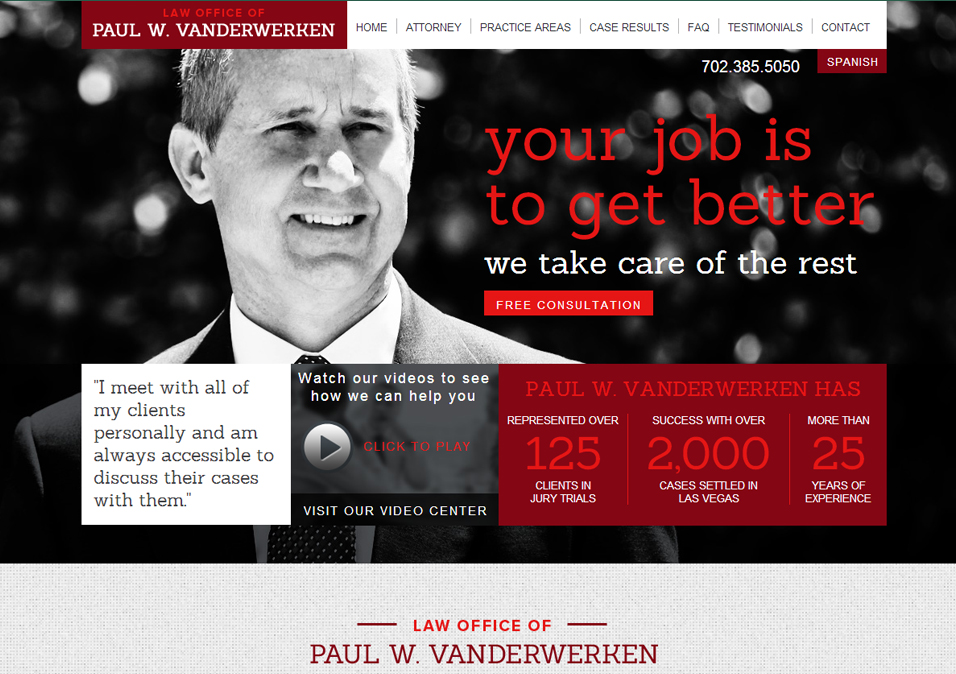 LAW OFFICE OF
PAUL W. VANDERWERKEN
HOME
ATTORNEY
PRACTICE AREAS
CASE RESULTS
FAQ
TESTIMONIALS
CONTACT
702.385.5050
SPANISH
your job is
to get better
we take care of the rest
FREE CONSULTATION
"I meet with all of
my clients
personally and am
always accessible to
discuss their cases
with them."
Watch our videos to see
how we can help you
CLICK TO PLAY
VISIT OUR VIDEO CENTER
PAUL W. VANDERWERKEN HAS
REPRESENTED OVER
125
CLIENTS IN
JURY TRIALS
SUCCESS WITH OVER
2,000
CASES SETTLED IN
LAS VEGAS
MORE THAN
25
YEARS OF
EXPERIENCE
LAW OFFICE OF
PAUL W. VANDERWERKEN